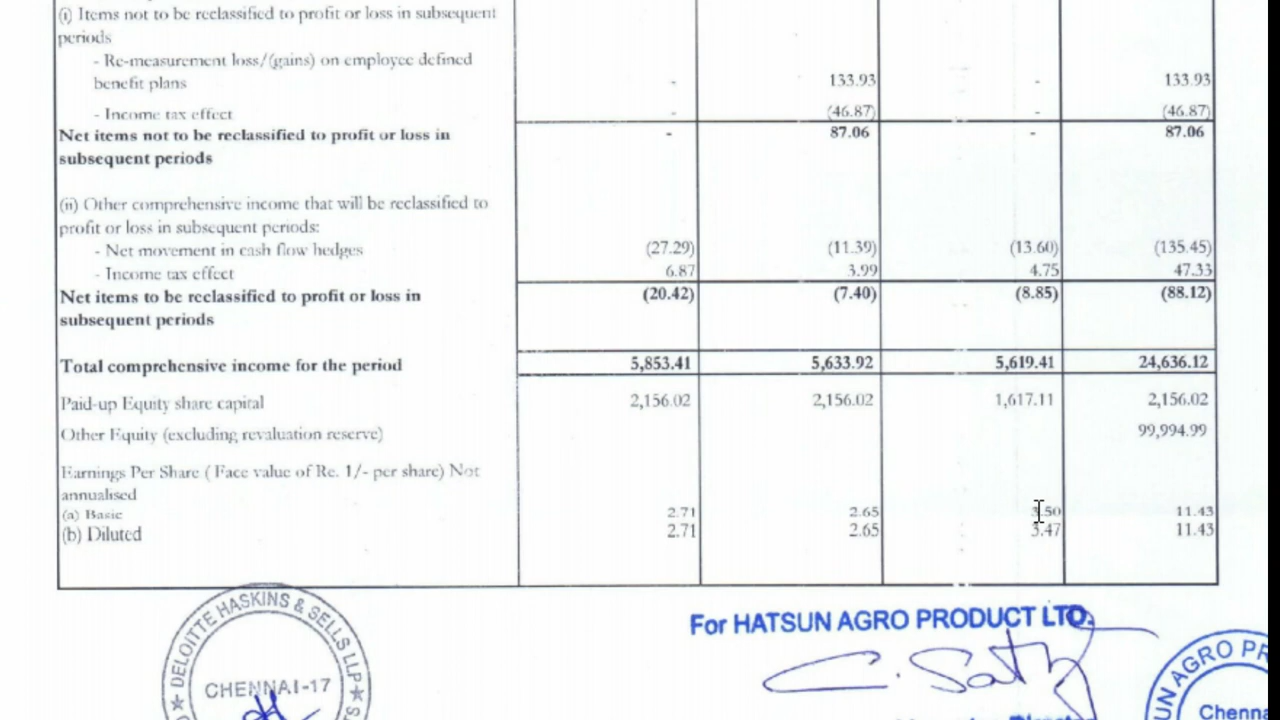 (i) Items not to be reclassified to profit or loss in subsequent
periods
- Re-measurement loss/(gains) on employee defined
benefit plans - 133.93 - 133.93
- Income tax effect - (46.87) - (46.87)
Net items not to be reclassified to profit or loss in - 87.06 - 87.06
subsequent periods
(ii) Other comprehensive income that will be reclassified to
profit or loss in subsequent periods:
- Net movement in cash flow hedges (27.29) (11.39) (13.60) (135.45)
- Income tax effect 6.87 3.99 4.75 47.33
Net items to be reclassified to profit or loss in (20.42) (7.40) (8.85) (88.12)
subsequent periods
Total comprehensive income for the period 5,853.41 5,633.92 5,619.41 24,636.12
Paid-up Equity share capital 2,156.02 2,156.02 1,617.11 2,156.02
Other Equity (excluding revaluation reserve) 99,994.99
Earnings Per Share ( Face value of Re. 1/- per share) Not
annualised
(a) Basic 2.71 2.65 3.50 11.43
(b) Diluted 2.71 2.65 3.47 11.43
For HATSUN AGRO PRODUCT LTD.
DELOITTE HASKINS & SELLS LLP
CHENNAI-17
AGRO